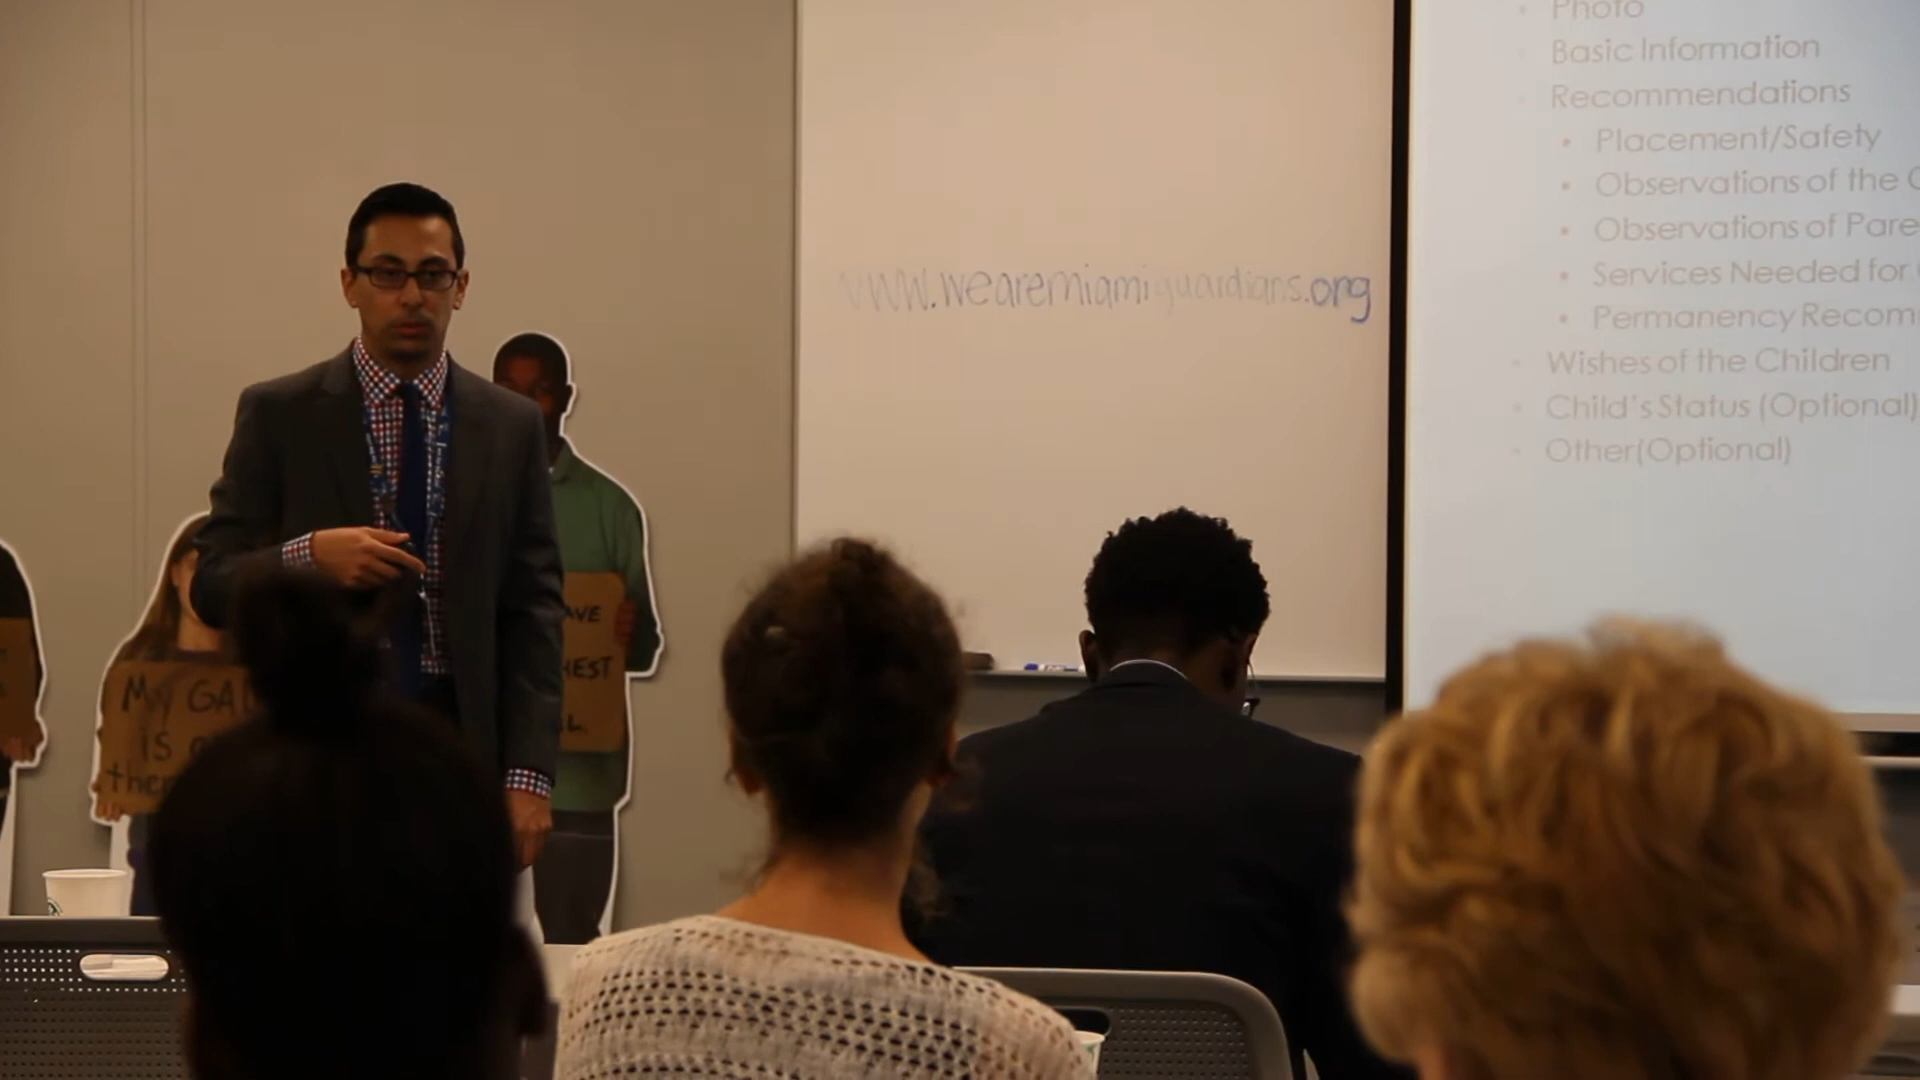 Photo
Basic Information
Recommendations
Placement/Safety
Observations of the
Observations of Pare
Services Needed for
Permanency Recom
Wishes of the Children
Child's Status (Optional)
Other(Optional)
www.wearemiamiguardians.org
My GAL
is
AVE
HEST